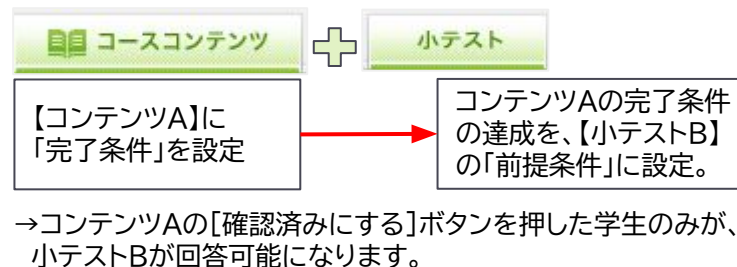 コースコンテンツ
小テスト
【コンテンツA】に
「完了条件」を設定
コンテンツAの完了条件
の達成を、【小テストB】
の「前提条件」に設定。
→コンテンツAの[確認済みにする]ボタンを押した学生のみが、
小テストBが回答可能になります。